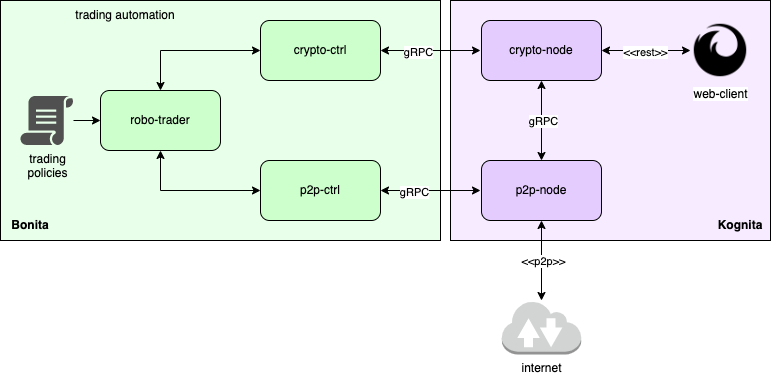 trading automation
crypto-ctrl
gRPC
crypto-node
<<rest>>
web-client
robo-trader
gRPC
trading
policies
p2p-ctrl
gRPC
p2p-node
Bonita
Kognita
<<p2p>>
internet